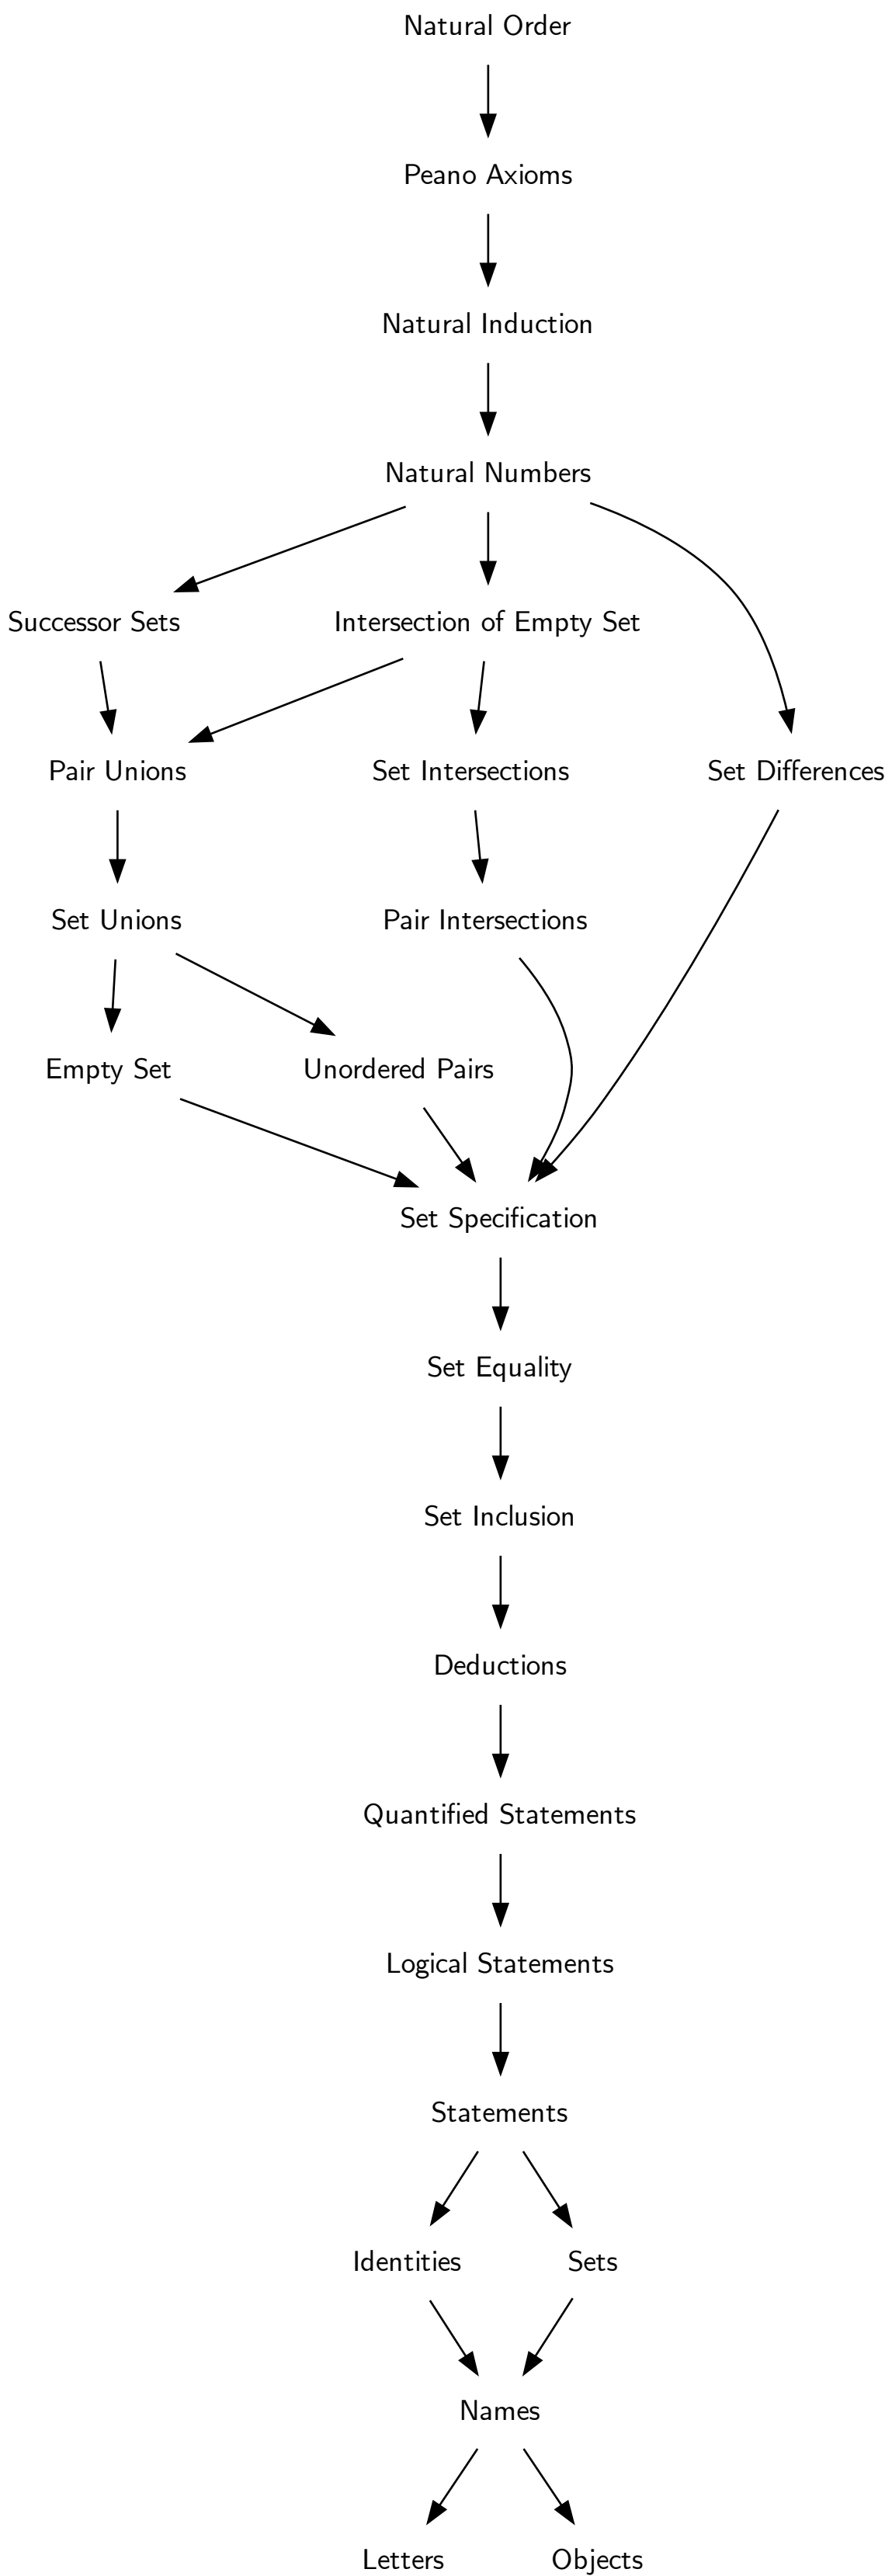 Natural Order
Peano Axioms
Natural Induction
Natural Numbers
Successor Sets
Intersection of Empty Set
Pair Unions
Set Intersections
Set Differences
Set Unions
Pair Intersections
Empty Set
Unordered Pairs
Set Specification
Set Equality
Set Inclusion
Deductions
Quantified Statements
Logical Statements
Statements
Identities
Sets
Names
Letters
Objects